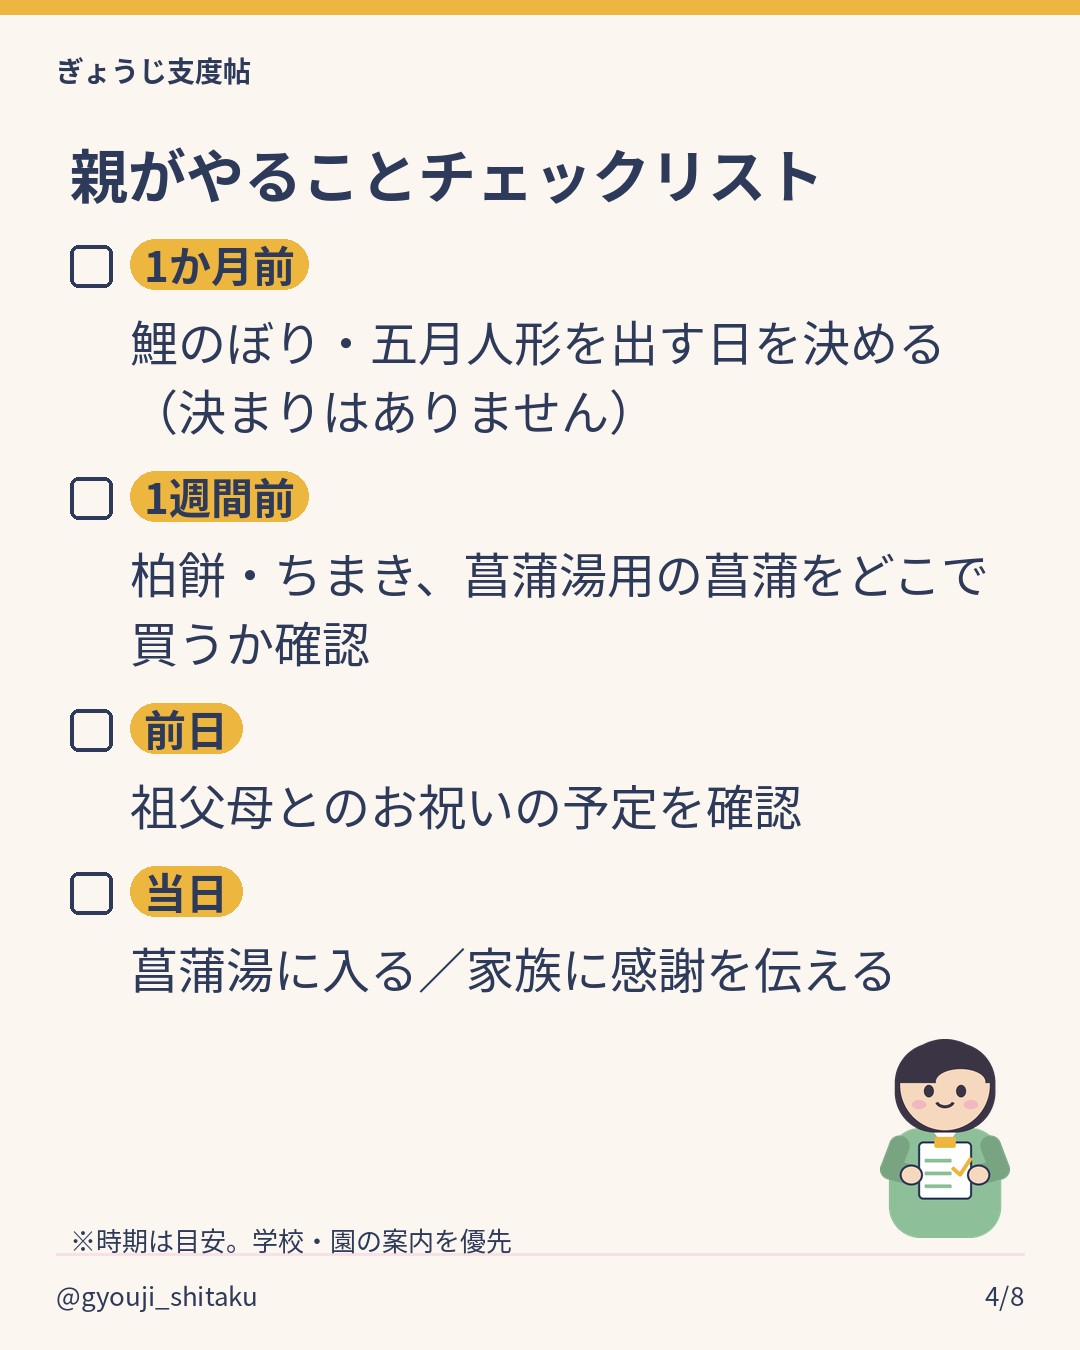 ぎょうじ支度帖
親がやることチェックリスト
1か月前
鯉のぼり・五月人形を出す日を決める
（決まりはありません）
1週間前
柏餅・ちまき、菖蒲湯用の菖蒲をどこで
買うか確認
前日
祖父母とのお祝いの予定を確認
当日
菖蒲湯に入る／家族に感謝を伝える
※時期は目安。学校・園の案内を優先
@gyouji_shitaku
4/8